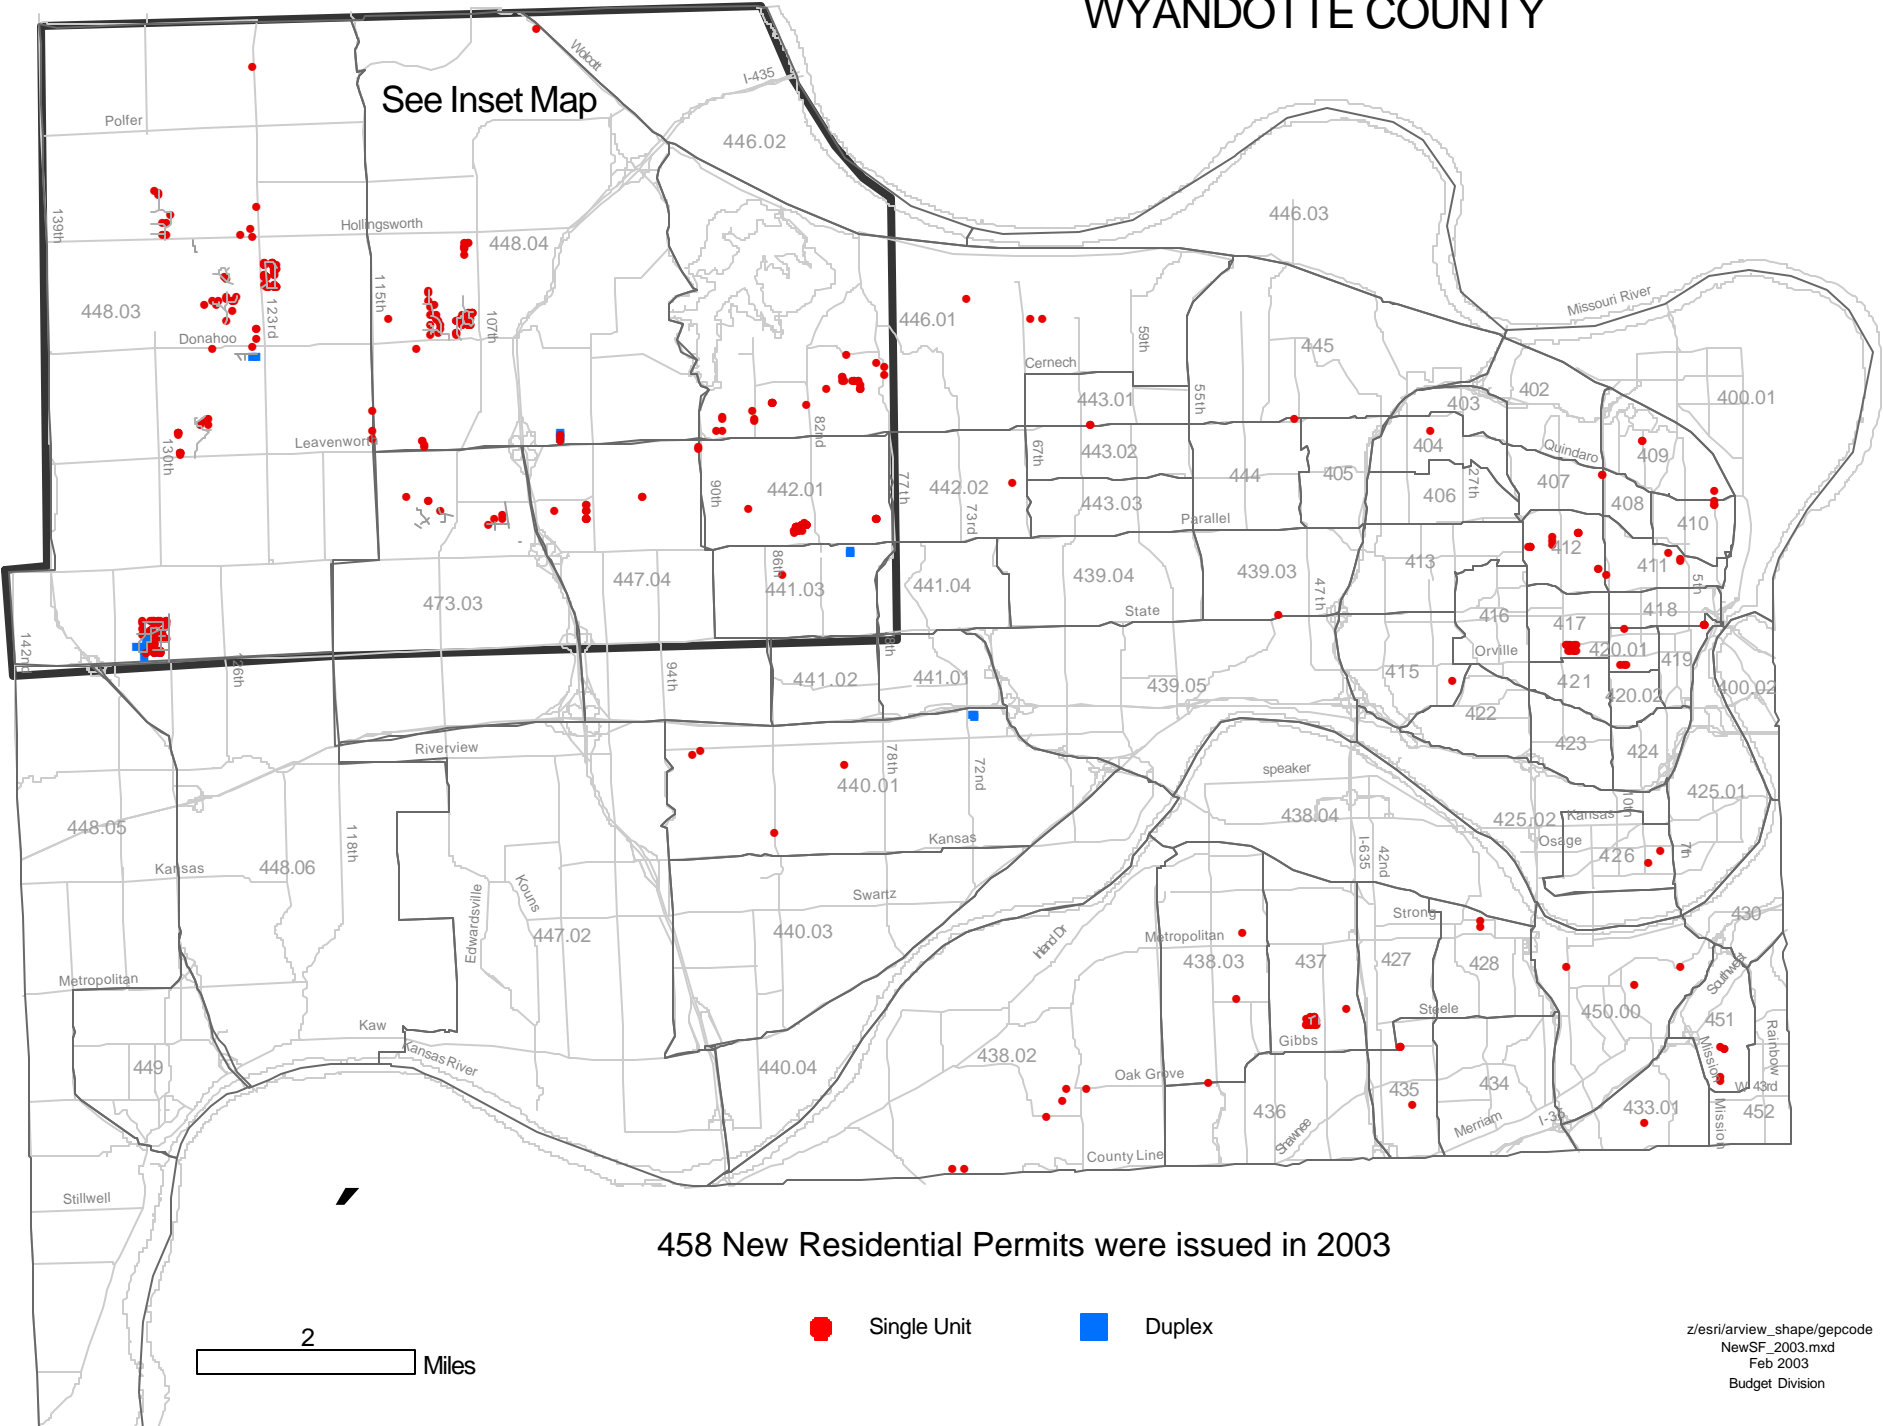 WYANDOTTE COUNTY
Wolcott
I-435
See Inset Map
Polfer
446.02
139th
Hollingsworth
448.04
446.03
115th
448.03
123rd
Donahoo
107th
446.01
59th
Missouri River
Cernech
445
55th
443.01
402
403
400.01
82nd
130th
Leavenworth
67th
443.02
444
404
Quindaro
409
405
27th
90th
442.01
77th
442.02
73rd
443.03
406
407
408
Parallel
410
412
86th
447.04
441.03
441.04
439.04
439.03
413
411
5th
473.03
47th
State
416
417
418
142nd
126th
78th
Orville
420.01
419
94th
441.02
441.01
439.05
415
421
420.02
400.02
422
Riverview
78th
72nd
423
424
speaker
440.01
425.01
10th
448.05
118th
438.04
425.02
Kansas
Kansas
Osage
7th
I-635
42nd
426
Kansas
448.06
Edwardsville
Kouns
Swartz
Strong
430
447.02
440.03
Inland Dr
Metropolitan
438.03
437
427
428
Southwest
Metropolitan
450.00
451
Rainbow
Kaw
Steele
Gibbs
Mission
Kansas River
438.02
449
440.04
Oak Grove
435
434
W 43rd
436
Shawnee
Merriam
I-35
433.01
Mission
452
County Line
Stillwell
458 New Residential Permits were issued in 2003
2
Miles
Single Unit
Duplex
z/esri/arview_shape/gepcode
NewSF_2003.mxd
Feb 2003
Budget Division